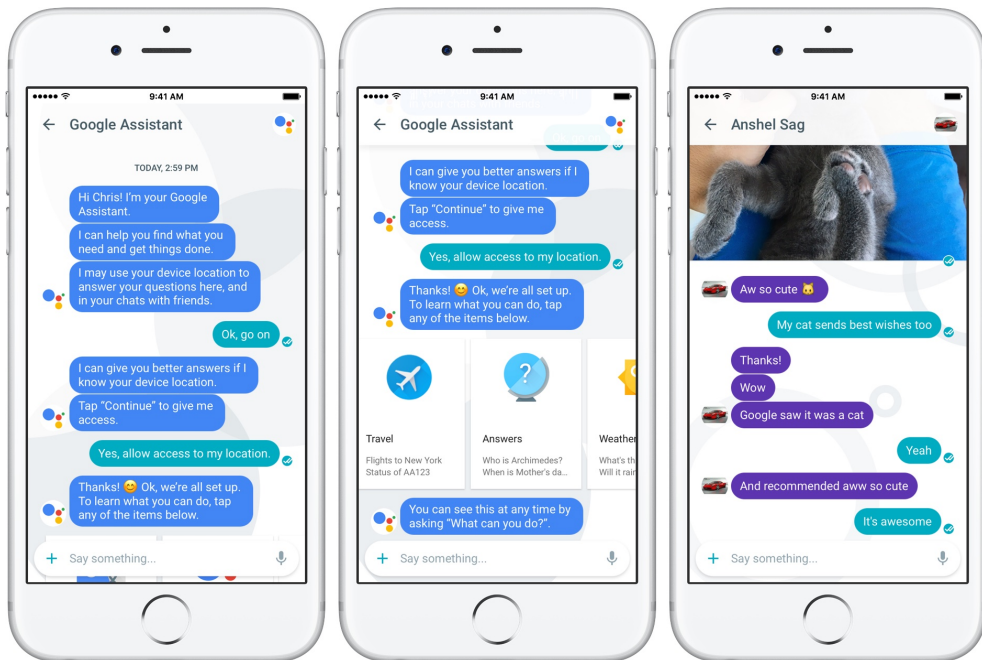 9:41 AM
Google Assistant
TODAY, 2:59 PM
Hi Chris! I'm your Google
Assistant.
I can help you find what you
need and get things done.
I may use your device location to
answer your questions here, and
in your chats with friends.
Ok, go on
I can give you better answers if I
know your device location.
Tap "Continue" to give me
access.
Yes, allow access to my location.
Thanks! 😊 Ok, we're all set up.
To learn what you can do, tap
any of the items below.
Say something...
9:41 AM
Google Assistant
I can give you better answers if I
know your device location.
Tap "Continue" to give me
access.
Yes, allow access to my location.
Thanks! 😊 Ok, we're all set up.
To learn what you can do, tap
any of the items below.
Travel
Flights to New York
Status of AA123
?
Answers
Who is Archimedes?
When is Mother's da...
Weather
What's th
Will it rair
You can see this at any time by
asking "What can you do?".
Say something...
9:41 AM
Anshel Sag
Aw so cute 🐱
My cat sends best wishes too
Thanks!
Wow
Google saw it was a cat
Yeah
And recommended aww so cute
It's awesome
Say something...